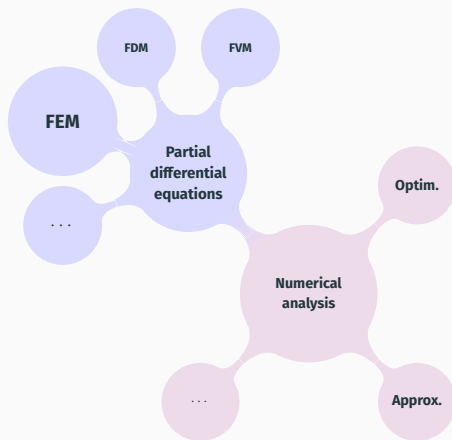 FDM
FVM
FEM
Partial
differential
equations
. . .
Optim.
Numerical
analysis
. . .
Approx.